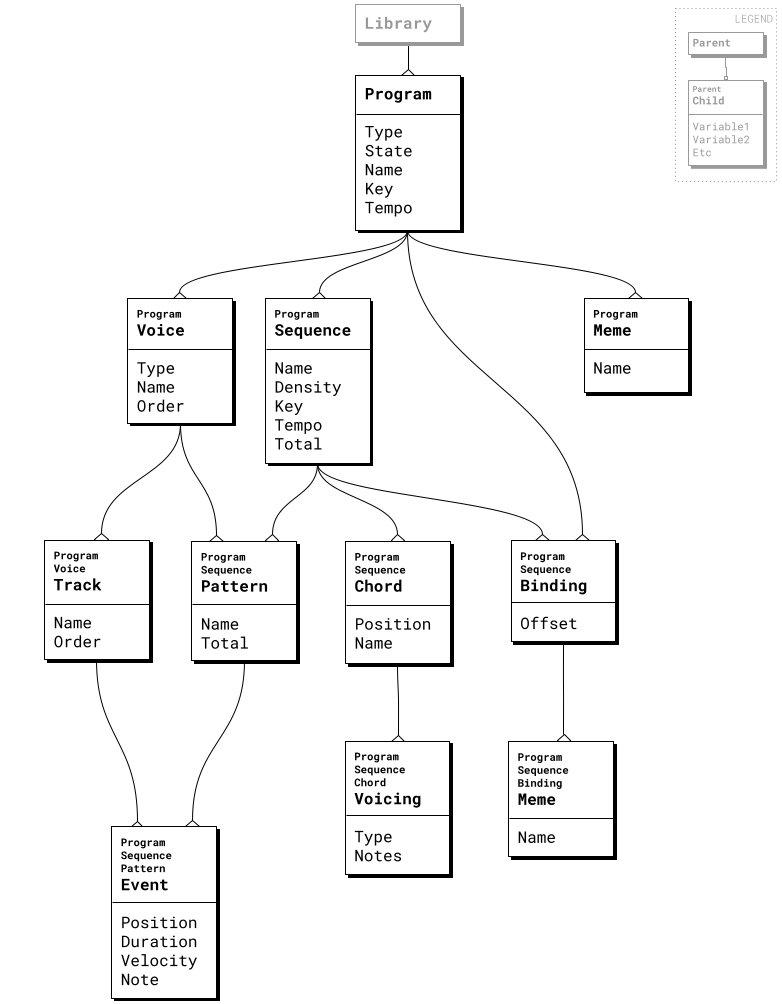 Library
LEGEND
Parent
Parent
Child
Variable1
Variable2
Etc
Program
Type
State
Name
Key
Tempo
Program
Voice
Type
Name
Order
Program
Sequence
Name
Density
Key
Tempo
Total
Program
Meme
Name
Program
Voice
Track
Name
Order
Program
Sequence
Pattern
Name
Total
Program
Sequence
Chord
Position
Name
Program
Sequence
Binding
Offset
Program
Sequence
Chord
Voicing
Type
Notes
Program
Sequence
Binding
Meme
Name
Program
Sequence
Pattern
Event
Position
Duration
Velocity
Note